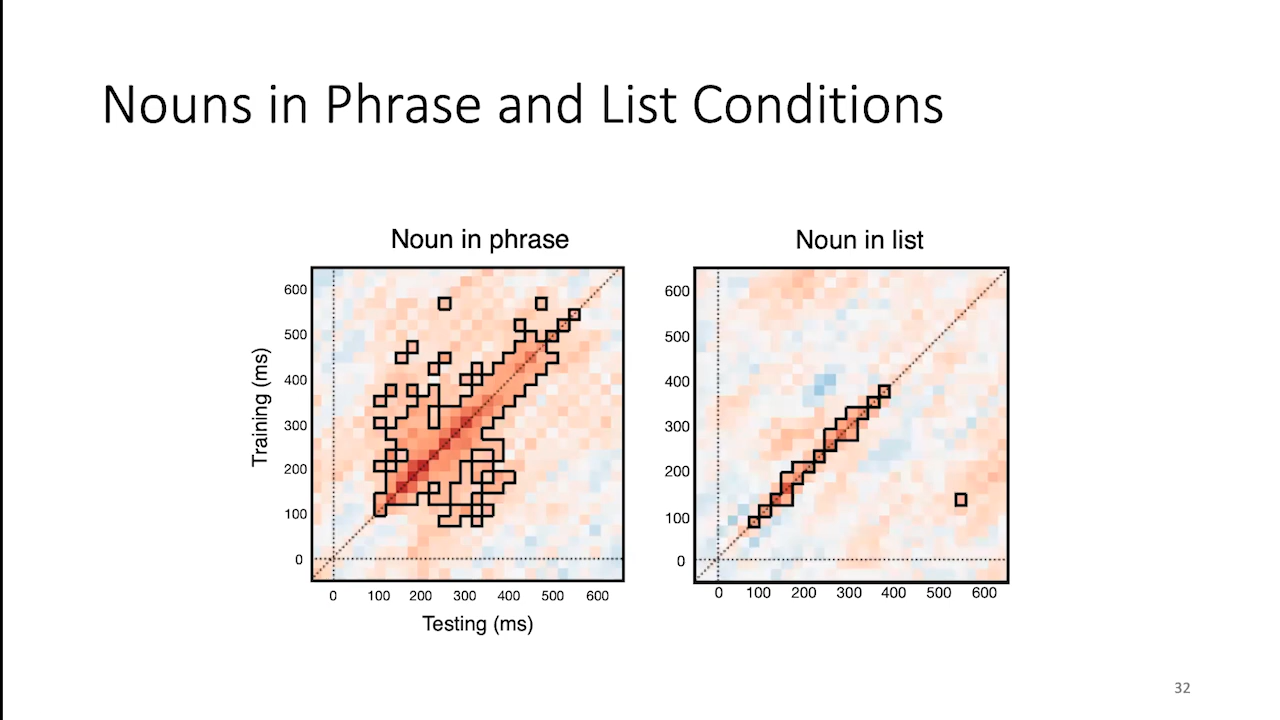 Nouns in Phrase and List Conditions
Noun in phrase
Noun in list
Training (ms)
600
500
400
300
200
100
0
0 100 200 300 400 500 600
Testing (ms)
600
500
400
300
200
100
0
0 100 200 300 400 500 600
32